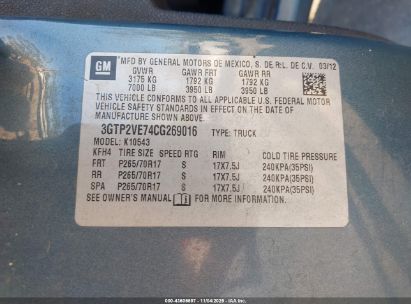 GM
MFD BY GENERAL MOTORS DE MEXICO, S. DE R.L. DE C.V. 03/12
GVWR GAWR FRT GAWR RR
3175 KG 1792 KG 1792 KG
7000 LB 3950 LB 3950 LB
THIS VEHICLE CONFORMS TO ALL APPLICABLE U.S. FEDERAL MOTOR
VEHICLE SAFETY STANDARDS IN EFFECT ON THE DATE OF
MANUFACTURE SHOWN ABOVE.
3GTP2VE74CG269016 TYPE: TRUCK
MODEL: K10543
KFH4 TIRE SIZE SPEED RTG RIM COLD TIRE PRESSURE
FRT P265/70R17 S 17X7.5J 240KPA(35PSI)
RR P265/70R17 S 17X7.5J 240KPA(35PSI)
SPA P265/70R17 S 17X7.5J 240KPA(35PSI)
SEE OWNER'S MANUAL FOR MORE INFORMATION.
11/04/2025